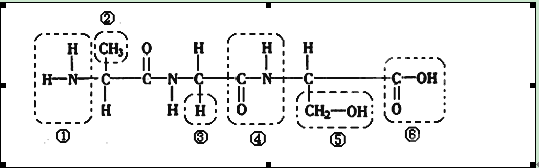 ②
H CH₃ O H H H
H—N—C—C—N—C—C—N—C—C—OH
H H H O CH₂—OH O
① ③ ④ ⑤ ⑥